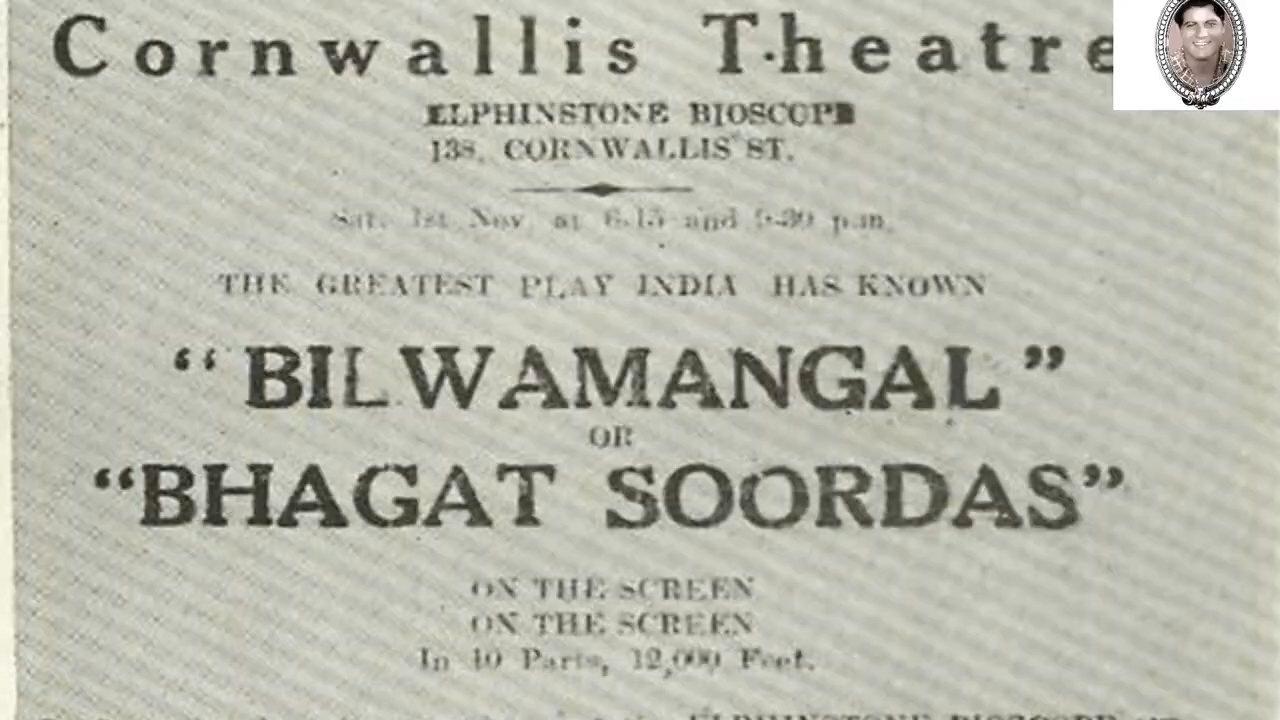 Cornwallis Theatre
ELPHINSTONE BIOSCOPE
138, CORNWALLIS ST.
Sat. 1st Nov. at 6-15 and 9-30 p.m.
THE GREATEST PLAY INDIA HAS KNOWN
“BILWAMANGAL”
OR
“BHAGAT SOORDAS”
ON THE SCREEN
ON THE SCREEN
In 10 Parts, 12,000 Feet.
ELPHINSTONE BIOSCOPE